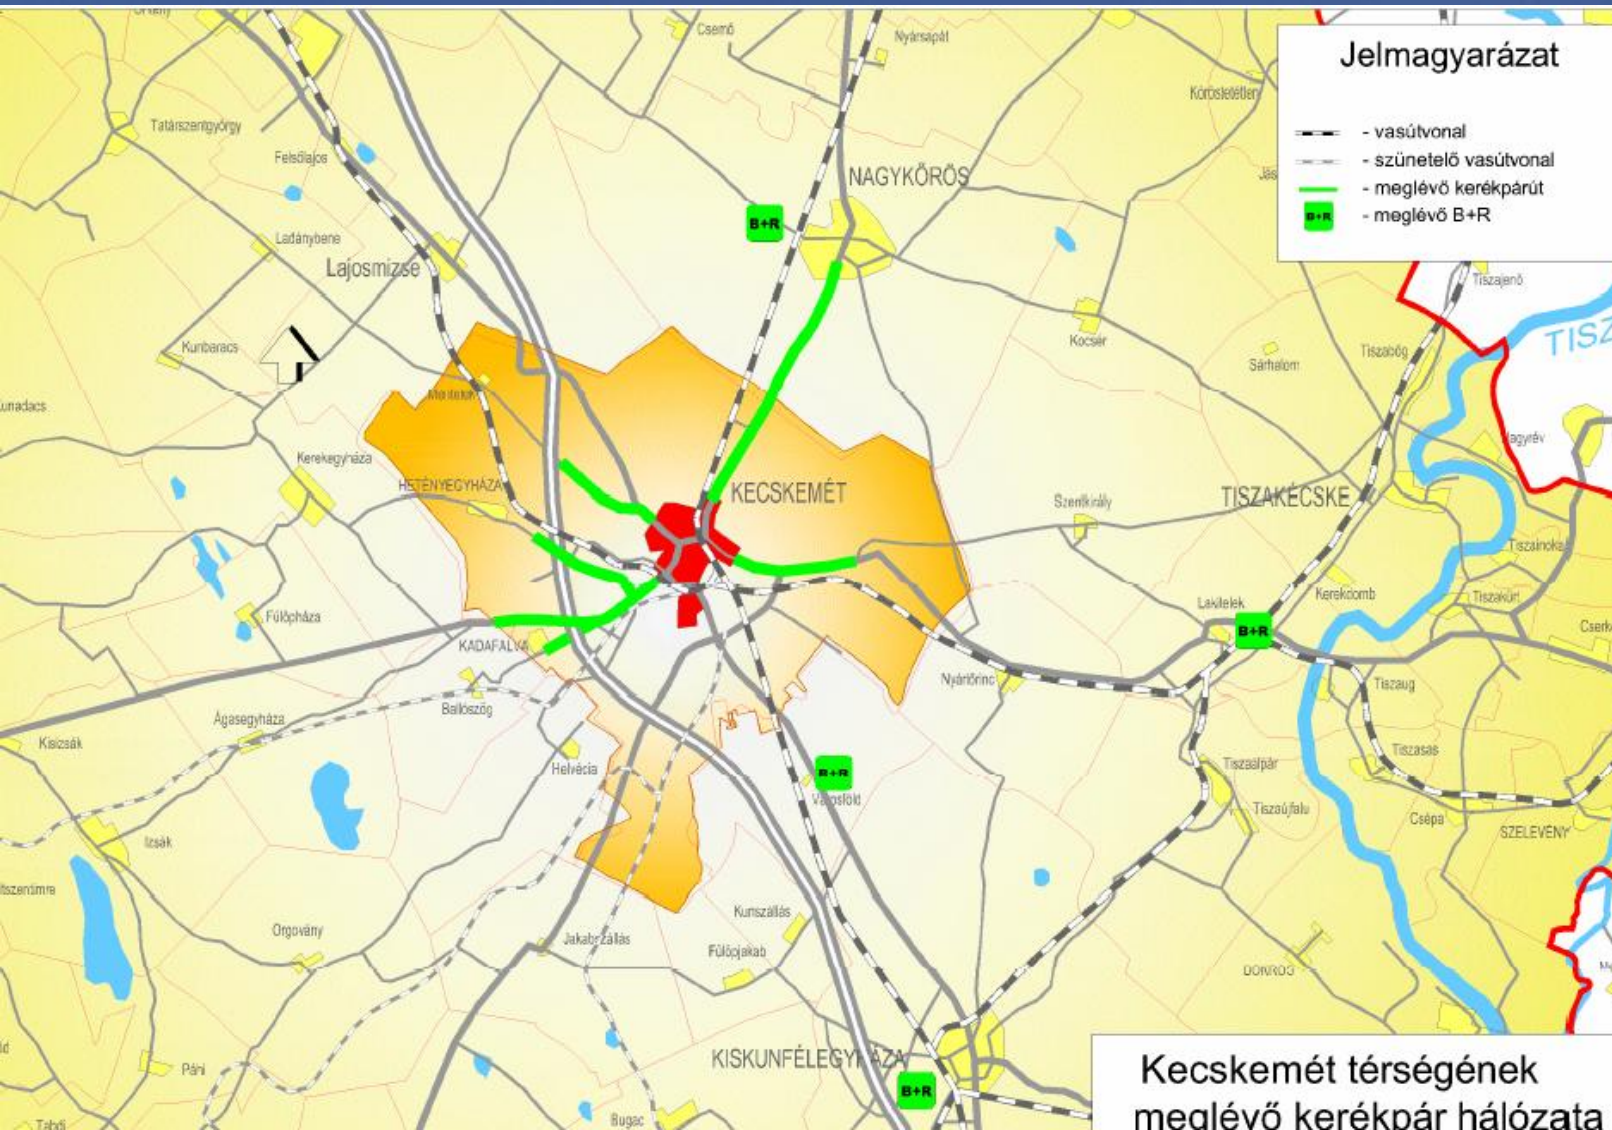 Csemő
Nyársapát
Jelmagyarázat
Kőröstetétlen
- vasútvonal
- szünetelő vasútvonal
- meglévő kerékpárút
B+R - meglévő B+R
Tatárszentgyörgy
Felsőlajos
NAGYKŐRÖS
B+R
Ladánybene
Lajosmizse
Tiszajenő
Kocsér
Kunbaracs
Sárhalom
Tiszabög
Kerekegyháza
HETÉNYEGYHÁZA
KECSKEMÉT
Szentkirály
TISZAKÉCSKE
Tiszainoka
Kerekdomb
Tiszakürt
Lakitelek
B+R
Fülöpháza
KADAFALVA
Nyárlőrinc
Tiszaug
Ballószög
Ágasegyháza
Kisizsák
Helvécia
B+R
Városföld
Tiszasas
Tiszaalpár
Tiszaújfalu
Csépa
SZELEVÉNY
Izsák
Kunszállás
Orgovány
Jakabszállás
Fülöpjakab
KISKUNFÉLEGYHÁZA
B+R
Páhi
Bugac
Kecskemét térségének
meglévő kerékpár hálózata